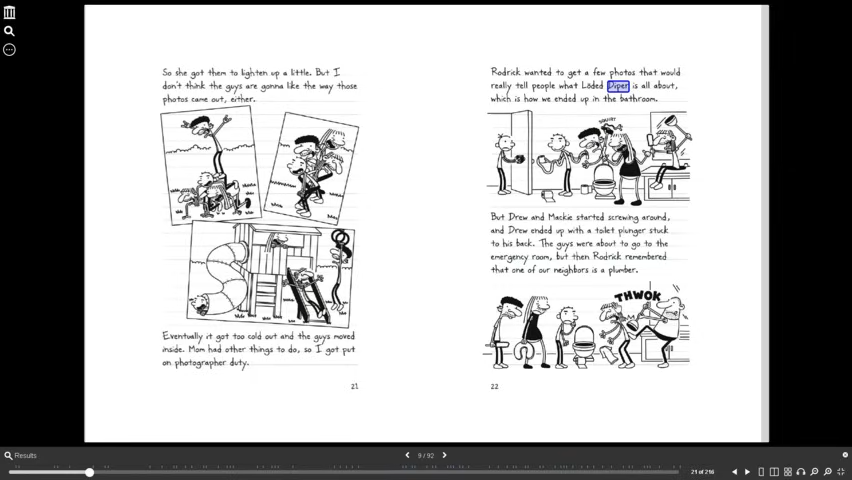 So she got them to lighten up a little. But I
don't think the guys are gonna like the way those
photos came out, either.
Eventually it got too cold out and the guys moved
inside. Mom had other things to do, so I got put
on photographer duty.
21
Rodrick wanted to get a few photos that would
really tell people what Löded Diper is all about,
which is how we ended up in the bathroom.
SQUIRT
But Drew and Mackie started screwing around,
and Drew ended up with a toilet plunger stuck
to his back. The guys were about to go to the
emergency room, but then Rodrick remembered
that one of our neighbors is a plumber.
THWOK
22
Results
9 / 92
21 of 216